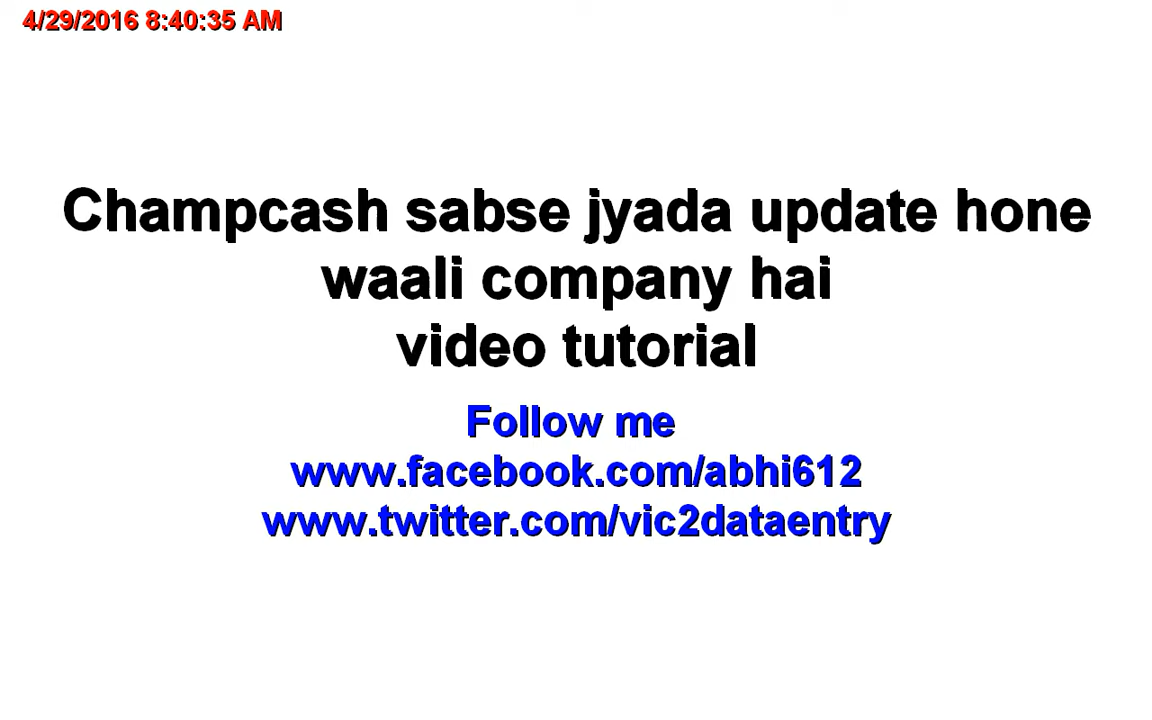 4/29/2016 8:40:35 AM
Champcash sabse jyada update hone
waali company hai
video tutorial
Follow me
www.facebook.com/abhi612
www.twitter.com/vic2dataentry